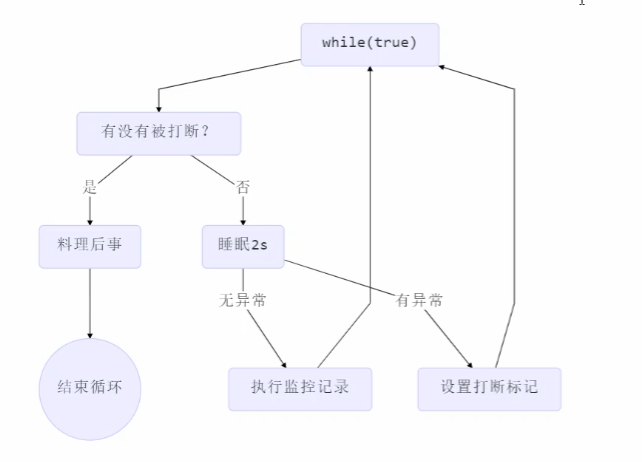 while(true)
有没有被打断?
是
否
料理后事
睡眠2s
无异常
有异常
结束循环
执行监控记录
设置打断标记